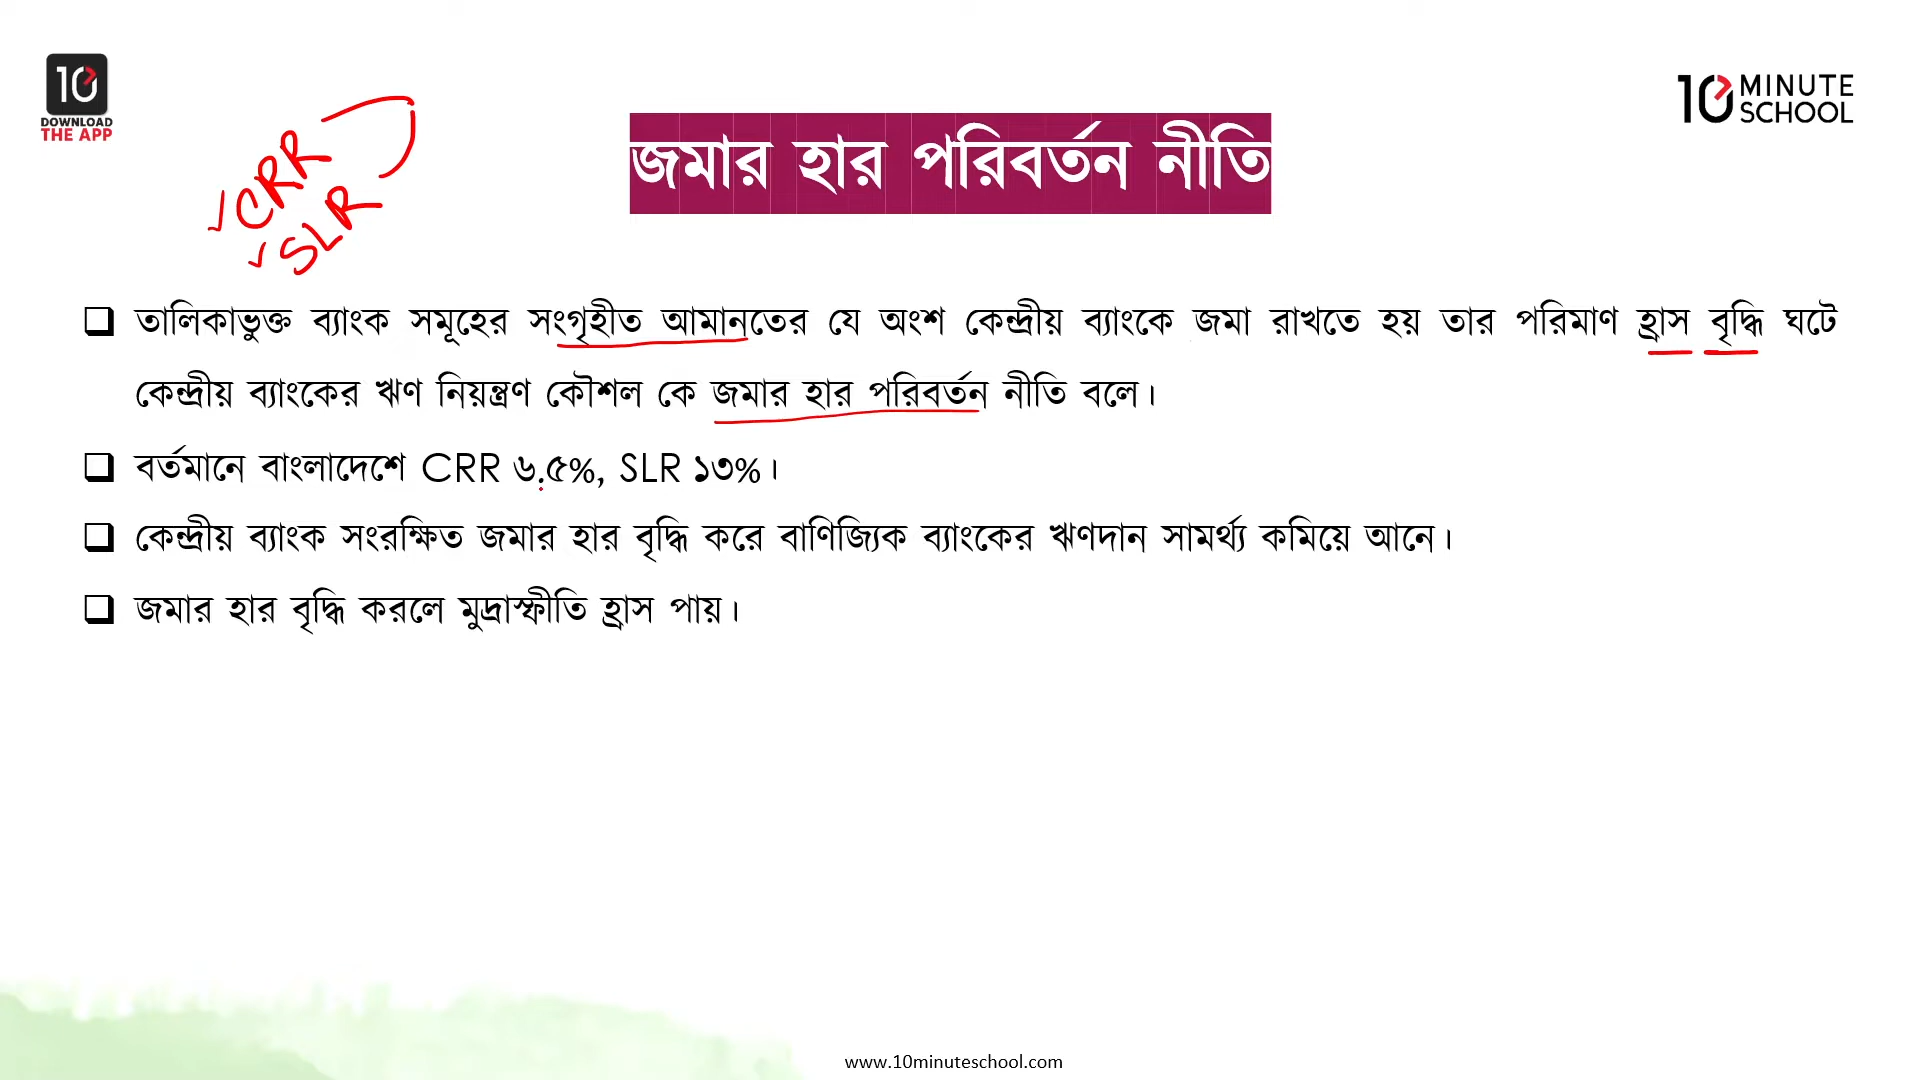 10
DOWNLOAD
THE APP
10 MINUTE
SCHOOL
CRR
SLR
জমার হার পরিবর্তন নীতি
তালিকাভুক্ত ব্যাংক সমূহের সংগৃহীত আমানতের যে অংশ কেন্দ্রীয় ব্যাংকে জমা রাখতে হয় তার পরিমাণ হ্রাস বৃদ্ধি ঘটে
কেন্দ্রীয় ব্যাংকের ঋণ নিয়ন্ত্রণ কৌশল কে জমার হার পরিবর্তন নীতি বলে।
বর্তমানে বাংলাদেশে CRR ৬.৫%, SLR ১৩%।
কেন্দ্রীয় ব্যাংক সংরক্ষিত জমার হার বৃদ্ধি করে বাণিজ্যিক ব্যাংকের ঋণদান সামর্থ্য কমিয়ে আনে।
জমার হার বৃদ্ধি করলে মুদ্রাস্ফীতি হ্রাস পায়।
www.10minuteschool.com